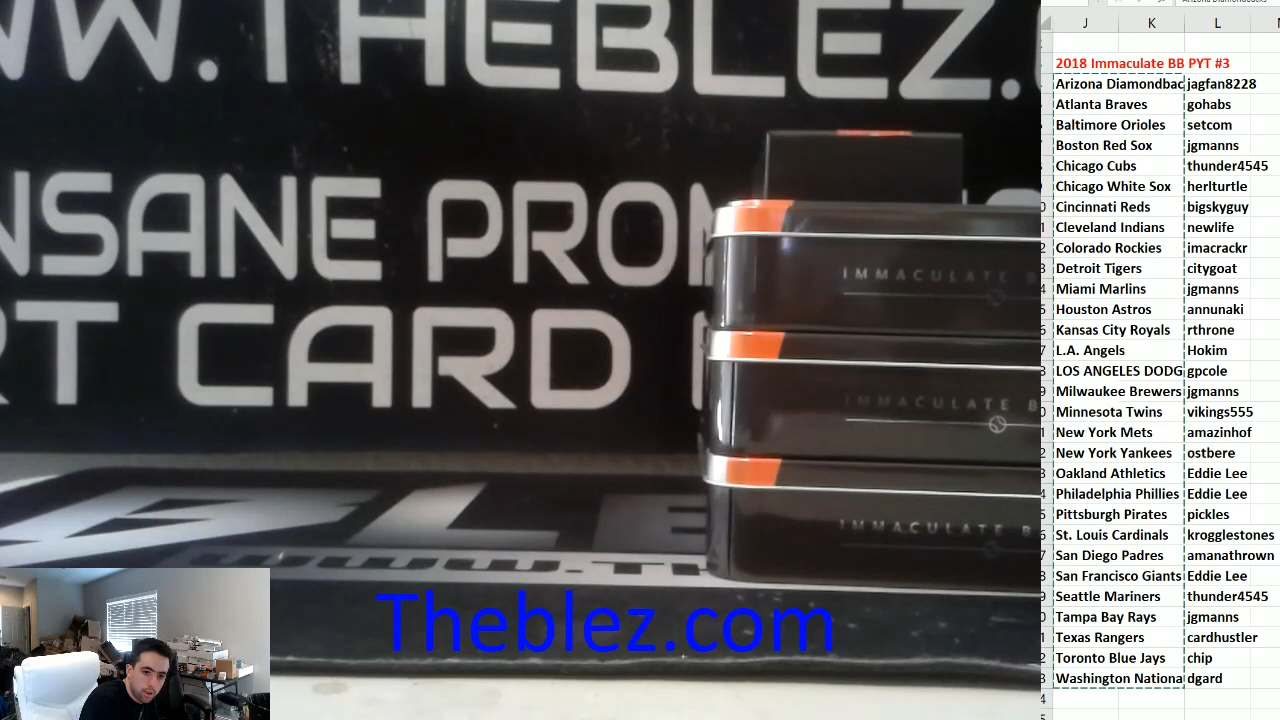 WW.THEBLEZ.
NSANE PROM
RT CARD
IMMACULATE B
IMMACULATE B
IMMACULATE B
BLE
www.T
Theblez.com
J K L
2018 Immaculate BB PYT #3
Arizona Diamondbac jagfan8228
Atlanta Braves gohabs
Baltimore Orioles setcom
Boston Red Sox jgmanns
Chicago Cubs thunder4545
Chicago White Sox herlturtle
Cincinnati Reds bigskyguy
Cleveland Indians newlife
Colorado Rockies imacrackr
Detroit Tigers citygoat
Miami Marlins jgmanns
Houston Astros annunaki
Kansas City Royals rthrone
L.A. Angels Hokim
LOS ANGELES DODG gpcole
Milwaukee Brewers jgmanns
Minnesota Twins vikings555
New York Mets amazinhof
New York Yankees ostbere
Oakland Athletics Eddie Lee
Philadelphia Phillies Eddie Lee
Pittsburgh Pirates pickles
St. Louis Cardinals krogglestones
San Diego Padres amanathrown
San Francisco Giants Eddie Lee
Seattle Mariners thunder4545
Tampa Bay Rays jgmanns
Texas Rangers cardhustler
Toronto Blue Jays chip
Washington Nationa dgard